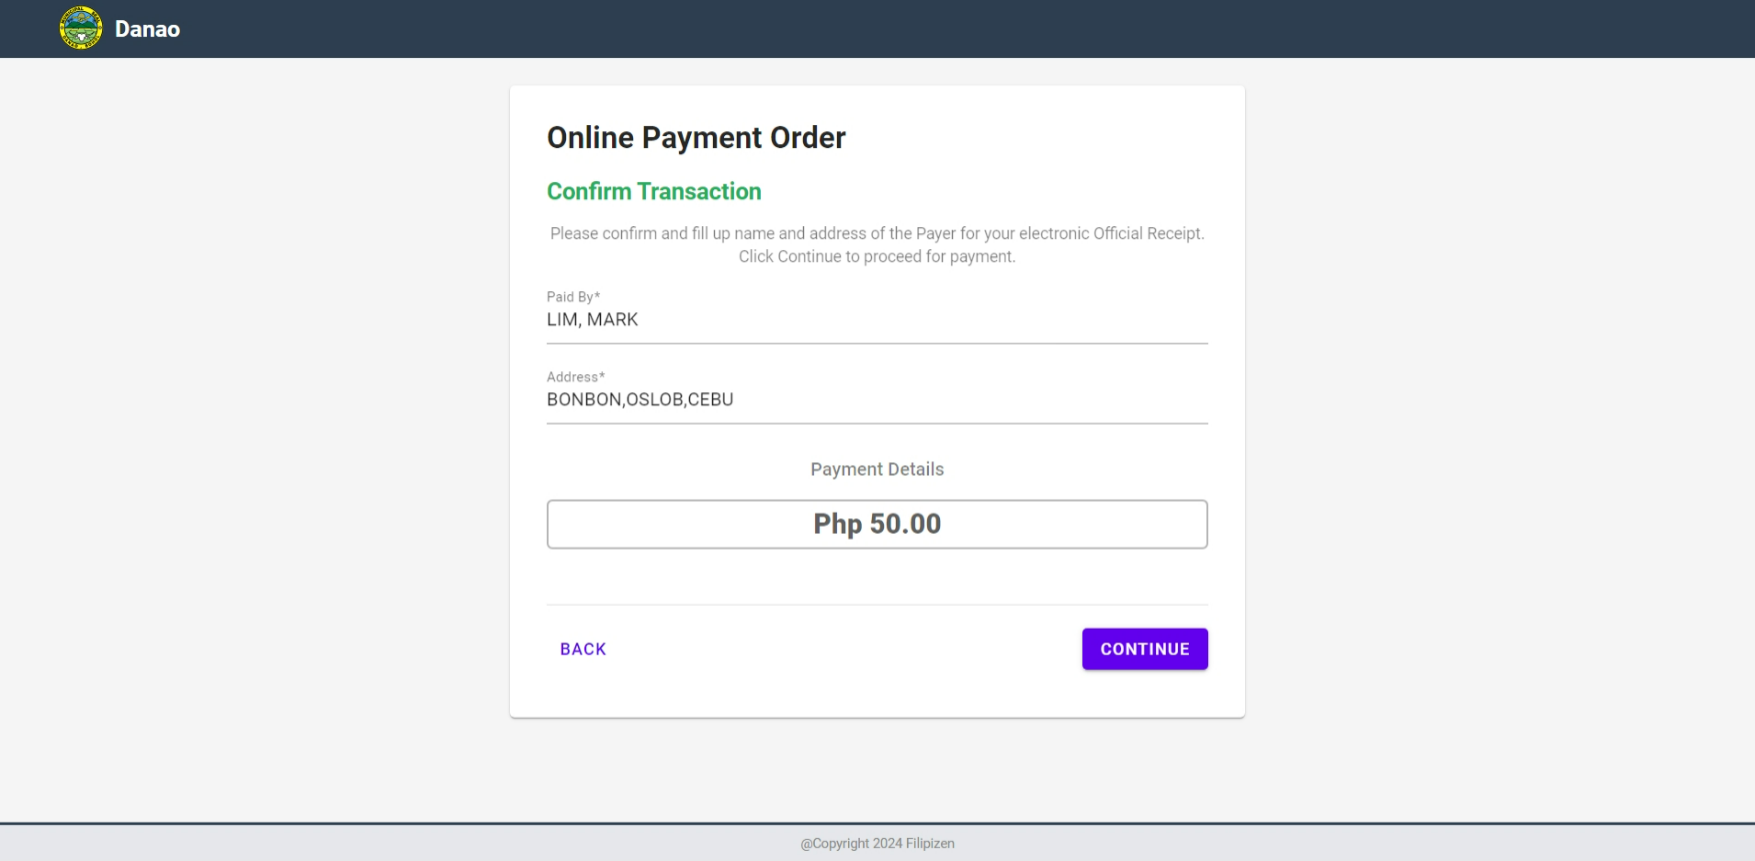 Danao
Online Payment Order
Confirm Transaction
Please confirm and fill up name and address of the Payer for your electronic Official Receipt.
Click Continue to proceed for payment.
Paid By*
LIM, MARK
Address*
BONBON,OSLOB,CEBU
Payment Details
Php 50.00
BACK
CONTINUE
@Copyright 2024 Filipizen